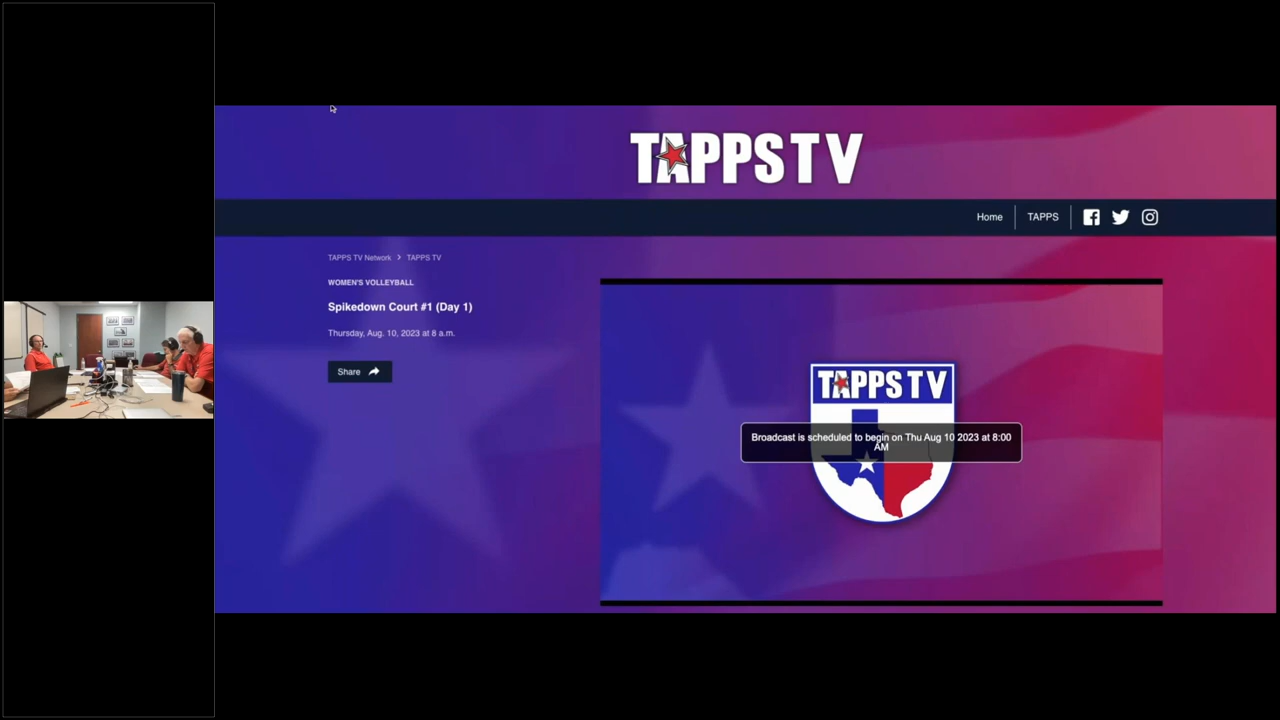 TAPPS TV
Home
TAPPS
TAPPS TV Network > TAPPS TV
WOMEN'S VOLLEYBALL
Spikedown Court #1 (Day 1)
Thursday, Aug. 10, 2023 at 8 a.m.
Share
TAPPS TV
Broadcast is scheduled to begin on Thu Aug 10 2023 at 8:00
AM